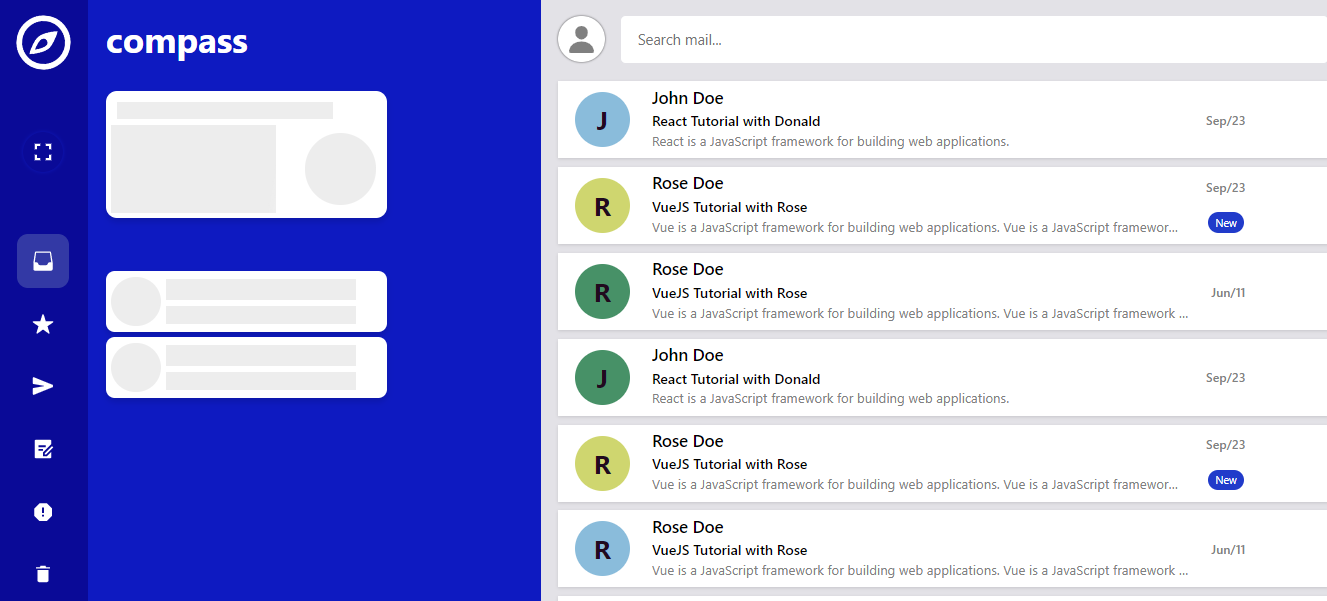 compass
Search mail...
J
John Doe
React Tutorial with Donald
React is a JavaScript framework for building web applications.
Sep/23
R
Rose Doe
VueJS Tutorial with Rose
Vue is a JavaScript framework for building web applications. Vue is a JavaScript framewor...
Sep/23
New
R
Rose Doe
VueJS Tutorial with Rose
Vue is a JavaScript framework for building web applications. Vue is a JavaScript framework ...
Jun/11
J
John Doe
React Tutorial with Donald
React is a JavaScript framework for building web applications.
Sep/23
R
Rose Doe
VueJS Tutorial with Rose
Vue is a JavaScript framework for building web applications. Vue is a JavaScript framewor...
Sep/23
New
R
Rose Doe
VueJS Tutorial with Rose
Vue is a JavaScript framework for building web applications. Vue is a JavaScript framework ...
Jun/11